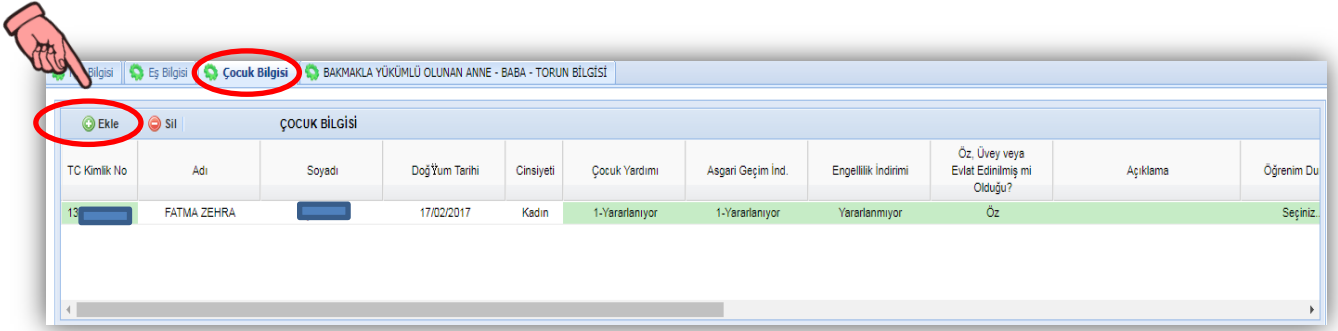 Bilgisi Eş Bilgisi Çocuk Bilgisi BAKMAKLA YÜKÜMLÜ OLUNAN ANNE - BABA - TORUN BİLGİSİ
Ekle Sil ÇOCUK BİLGİSİ
TC Kimlik No Adı Soyadı DoğŸum Tarihi Cinsiyeti Çocuk Yardımı Asgari Geçim İnd. Engellilik İndirimi Öz, Üvey veya Evlat Edinilmiş mi Olduğu? Açıklama Öğrenim Du
13 FATMA ZEHRA 17/02/2017 Kadın 1-Yararlanıyor 1-Yararlanıyor Yararlanmıyor Öz Seçiniz..